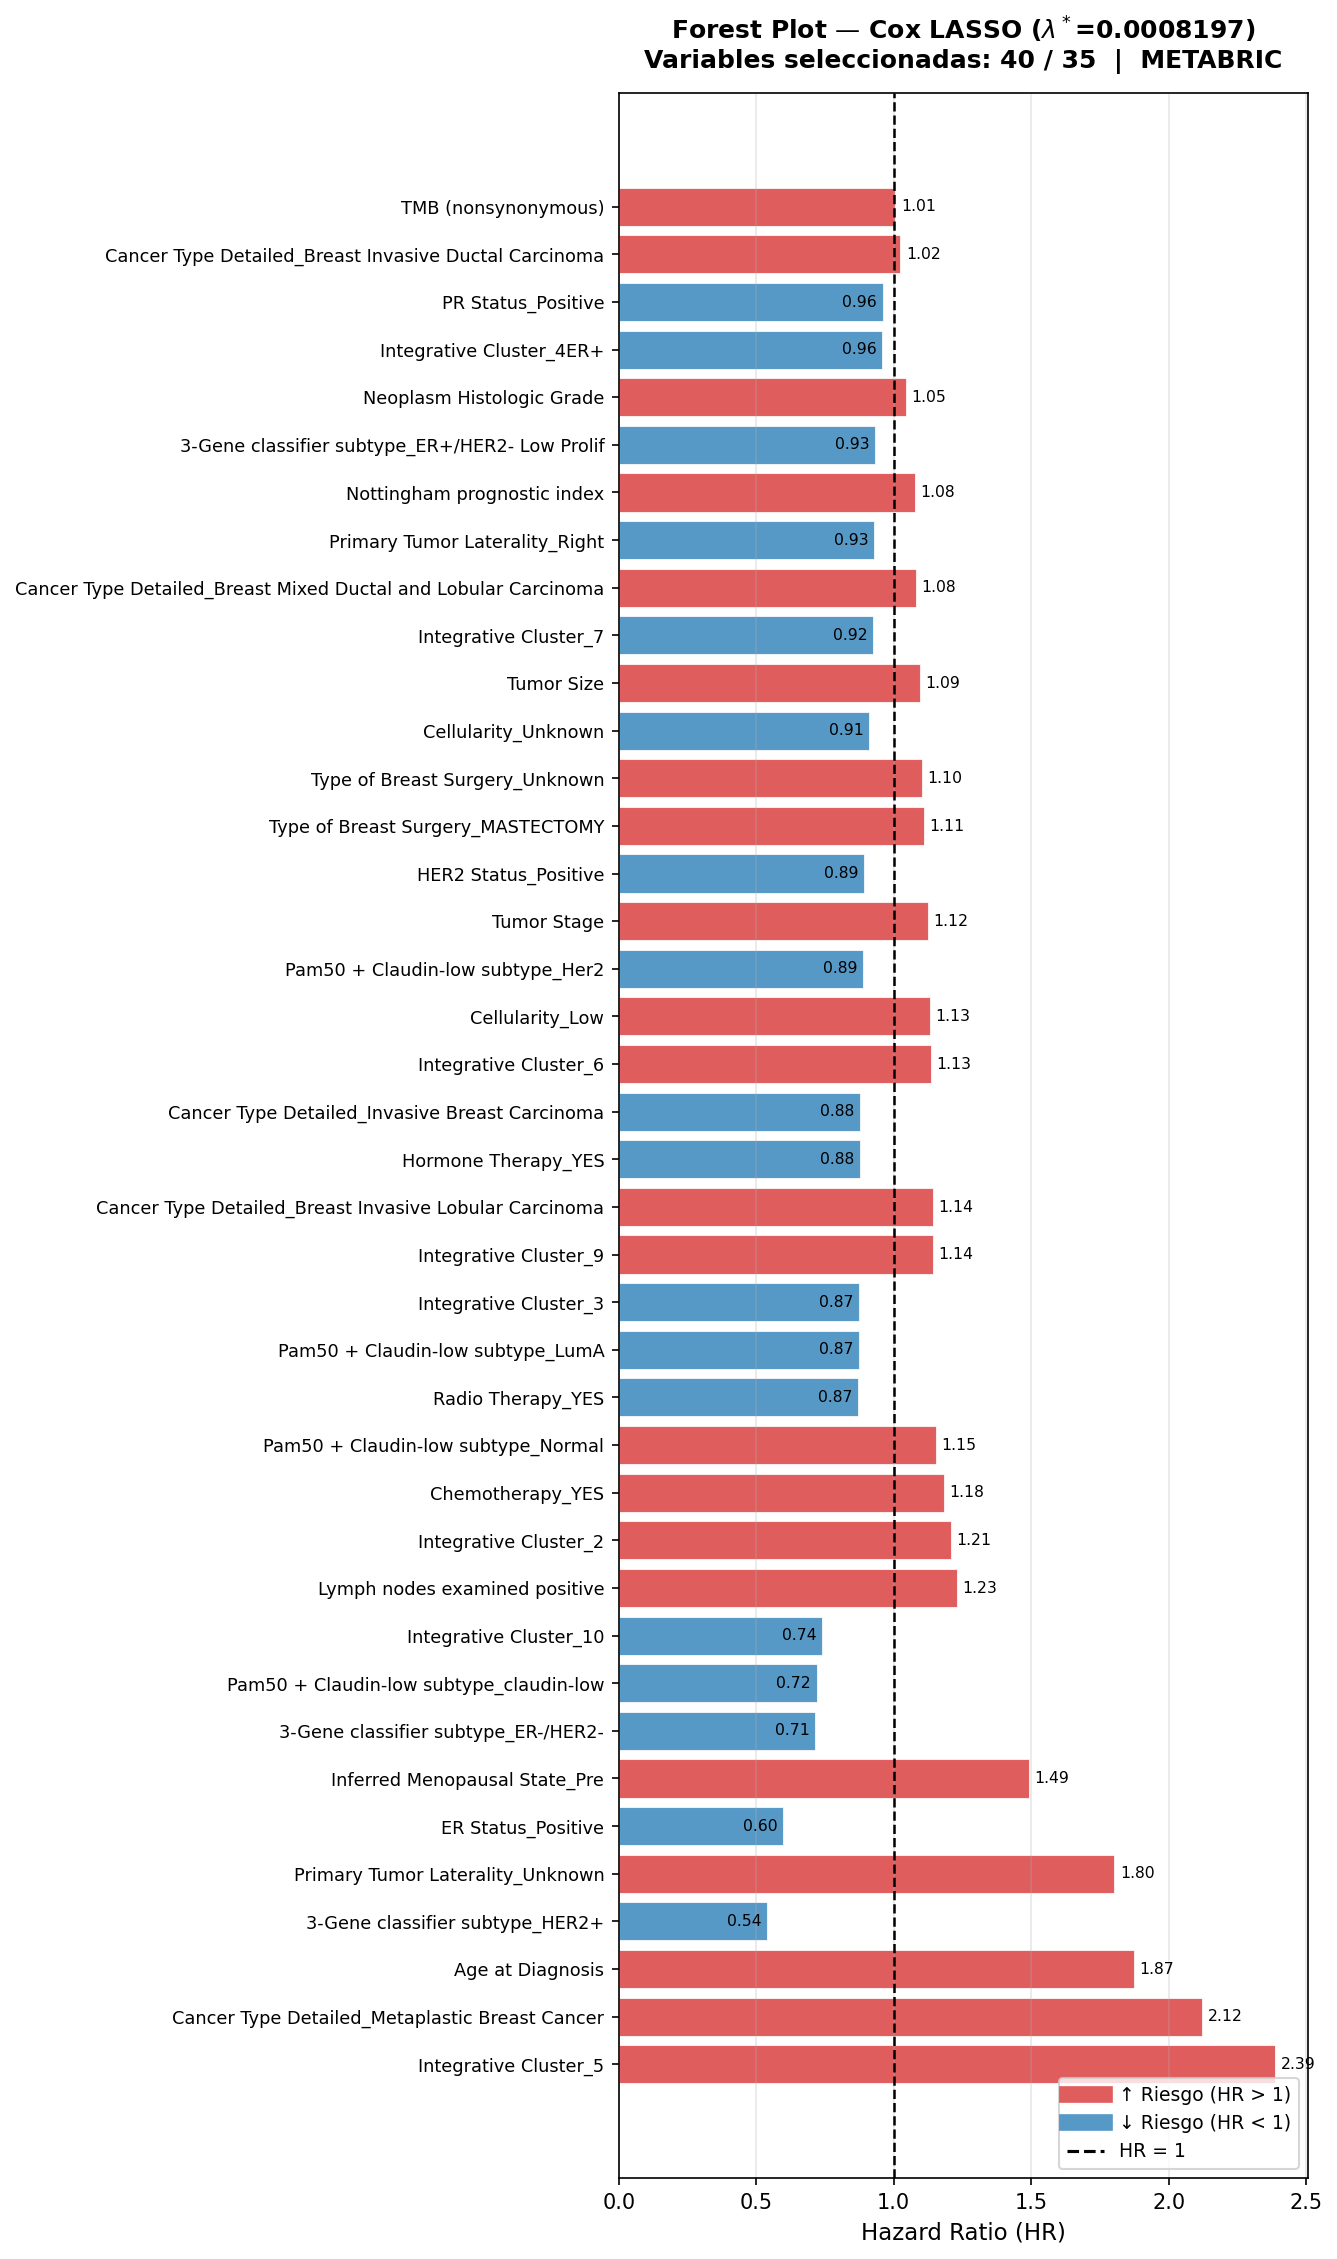 Forest Plot — Cox LASSO (λ*=0.0008197)
Variables seleccionadas: 40 / 35 | METABRIC
TMB (nonsynonymous) 1.01
Cancer Type Detailed_Breast Invasive Ductal Carcinoma 1.02
PR Status_Positive 0.96
Integrative Cluster_4ER+ 0.96
Neoplasm Histologic Grade 1.05
3-Gene classifier subtype_ER+/HER2- Low Prolif 0.93
Nottingham prognostic index 1.08
Primary Tumor Laterality_Right 0.93
Cancer Type Detailed_Breast Mixed Ductal and Lobular Carcinoma 1.08
Integrative Cluster_7 0.92
Tumor Size 1.09
Cellularity_Unknown 0.91
Type of Breast Surgery_Unknown 1.10
Type of Breast Surgery_MASTECTOMY 1.11
HER2 Status_Positive 0.89
Tumor Stage 1.12
Pam50 + Claudin-low subtype_Her2 0.89
Cellularity_Low 1.13
Integrative Cluster_6 1.13
Cancer Type Detailed_Invasive Breast Carcinoma 0.88
Hormone Therapy_YES 0.88
Cancer Type Detailed_Breast Invasive Lobular Carcinoma 1.14
Integrative Cluster_9 1.14
Integrative Cluster_3 0.87
Pam50 + Claudin-low subtype_LumA 0.87
Radio Therapy_YES 0.87
Pam50 + Claudin-low subtype_Normal 1.15
Chemotherapy_YES 1.18
Integrative Cluster_2 1.21
Lymph nodes examined positive 1.23
Integrative Cluster_10 0.74
Pam50 + Claudin-low subtype_claudin-low 0.72
3-Gene classifier subtype_ER-/HER2- 0.71
Inferred Menopausal State_Pre 1.49
ER Status_Positive 0.60
Primary Tumor Laterality_Unknown 1.80
3-Gene classifier subtype_HER2+ 0.54
Age at Diagnosis 1.87
Cancer Type Detailed_Metaplastic Breast Cancer 2.12
Integrative Cluster_5 2.39
↑ Riesgo (HR > 1)
↓ Riesgo (HR < 1)
HR = 1
0.0 0.5 1.0 1.5 2.0 2.5
Hazard Ratio (HR)